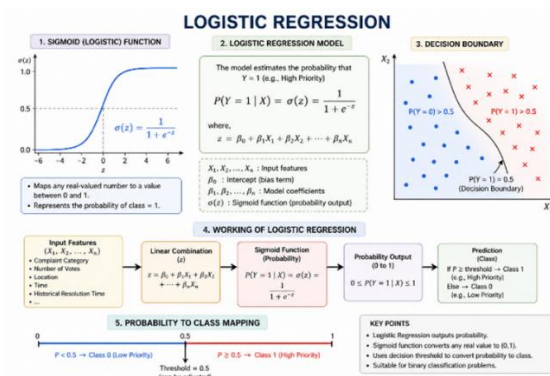 LOGISTIC REGRESSION
1. SIGMOID (LOGISTIC) FUNCTION
σ(z)
1.0
0.5
0.0
−6 −4 −2 0 2 4 6
z
σ(z) = 1 / (1 + e^−z)
• Maps any real-valued number to a value
between 0 and 1.
• Represents the probability of class = 1.
2. LOGISTIC REGRESSION MODEL
The model estimates the probability that
Y = 1 (e.g., High Priority)
P(Y = 1 | X) = σ(z) = 1 / (1 + e^−z)
where,
z = β₀ + β₁X₁ + β₂X₂ + ··· + βₙXₙ
X₁, X₂, ..., Xₙ : Input features
β₀ : Intercept (bias term)
β₁, β₂, ..., βₙ : Model coefficients
σ(z) : Sigmoid function (probability output)
3. DECISION BOUNDARY
X₂
P(Y = 0) > 0.5
P(Y = 1) > 0.5
P(Y = 1) = 0.5
(Decision Boundary)
4. WORKING OF LOGISTIC REGRESSION
Input Features
(X₁, X₂, ..., Xₙ)
• Complaint Category
• Number of Votes
• Location
• Time
• Historical Resolution Time
• ...
Linear Combination
(z)
z = β₀ + β₁X₁ + β₂X₂
+ ··· + βₙXₙ
Sigmoid Function
(Probability)
P(Y = 1 | X) = σ(z) =
1 / (1 + e^−z)
Probability Output
(0 to 1)
0 ≤ P(Y = 1 | X) ≤ 1
Prediction
(Class)
If P ≥ threshold → Class 1
(e.g., High Priority)
Else → Class 0
(e.g., Low Priority)
5. PROBABILITY TO CLASS MAPPING
0 0.5 1
P < 0.5 → Class 0 (Low Priority)
P ≥ 0.5 → Class 1 (High Priority)
Threshold = 0.5
KEY POINTS
• Logistic Regression outputs probability.
• Sigmoid function converts any real value to (0,1).
• Uses decision threshold to convert probability to class.
• Suitable for binary classification problems.